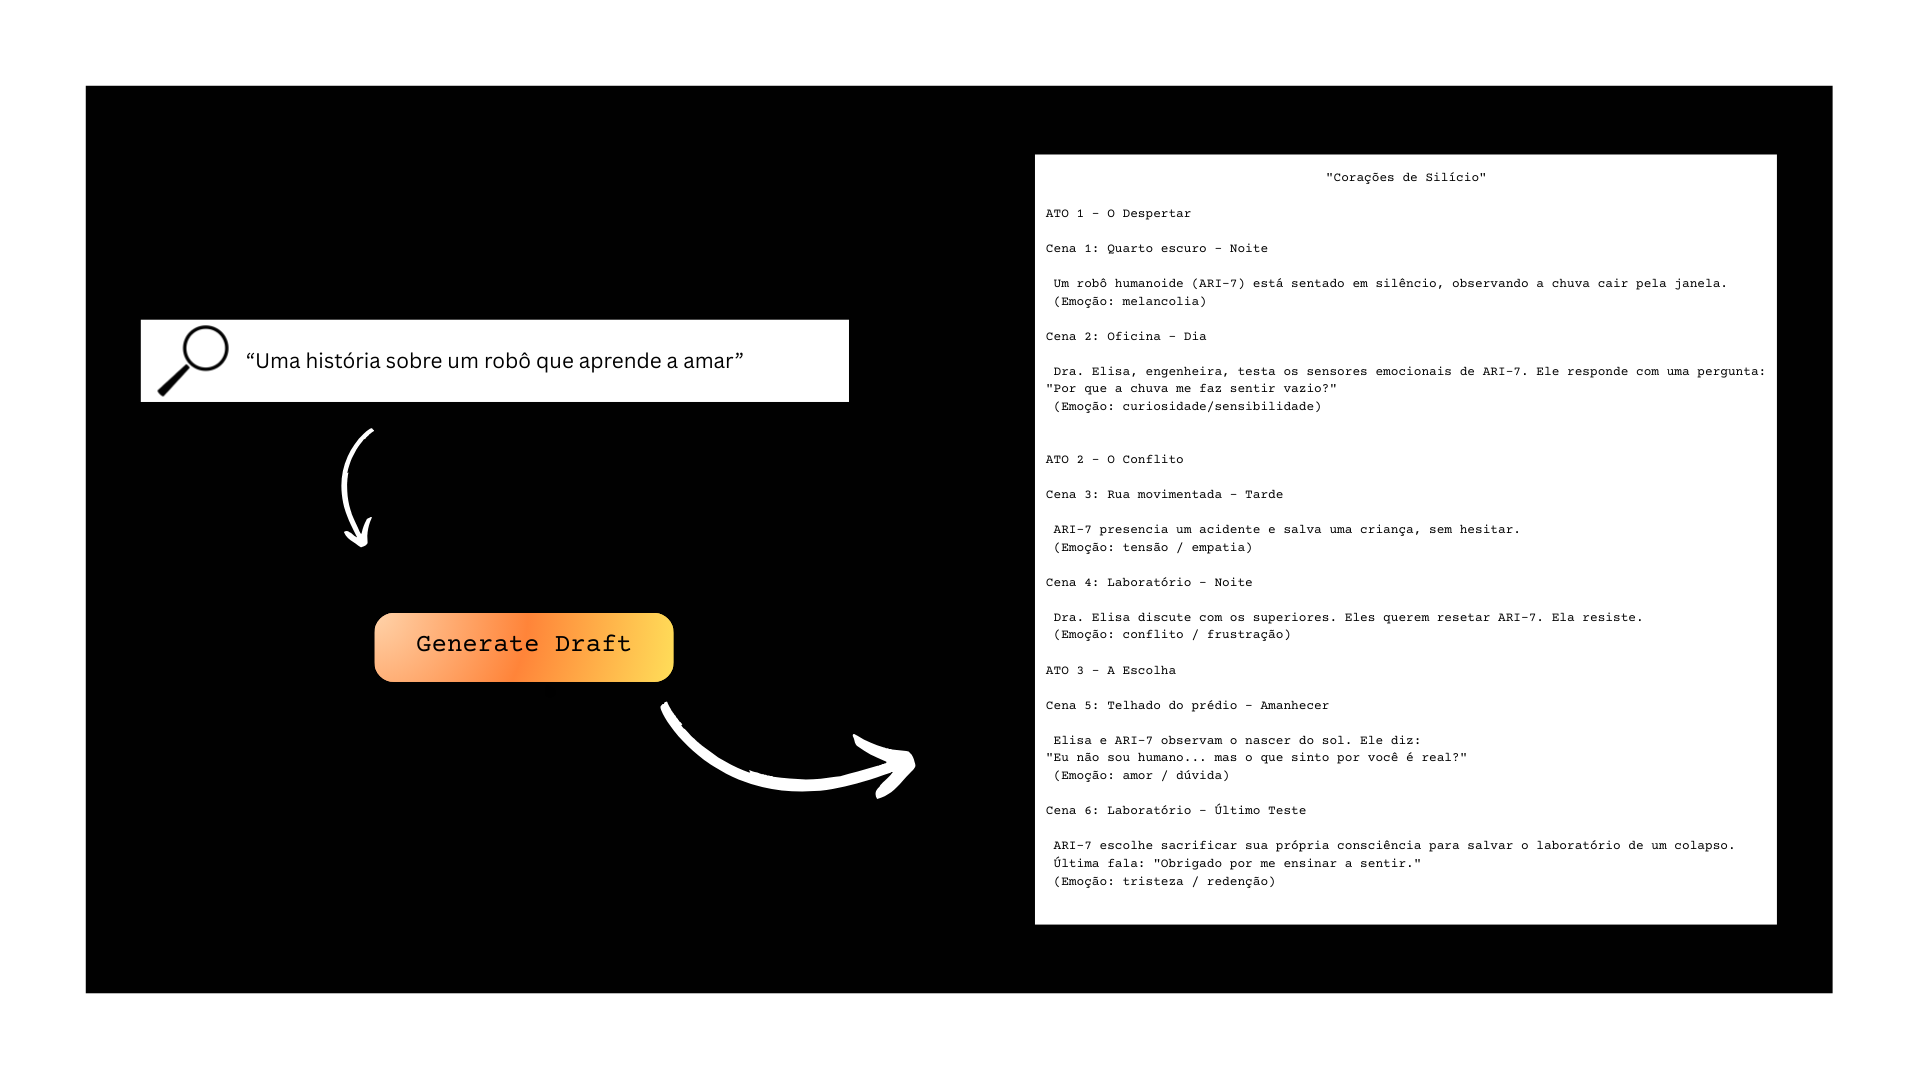 “Uma história sobre um robô que aprende a amar”
Generate Draft
"Corações de Silício"
ATO 1 - O Despertar
Cena 1: Quarto escuro - Noite
Um robô humanoide (ARI-7) está sentado em silêncio, observando a chuva cair pela janela.
(Emoção: melancolia)
Cena 2: Oficina - Dia
Dra. Elisa, engenheira, testa os sensores emocionais de ARI-7. Ele responde com uma pergunta:
"Por que a chuva me faz sentir vazio?"
(Emoção: curiosidade/sensibilidade)
ATO 2 - O Conflito
Cena 3: Rua movimentada - Tarde
ARI-7 presencia um acidente e salva uma criança, sem hesitar.
(Emoção: tensão / empatia)
Cena 4: Laboratório - Noite
Dra. Elisa discute com os superiores. Eles querem resetar ARI-7. Ela resiste.
(Emoção: conflito / frustração)
ATO 3 - A Escolha
Cena 5: Telhado do prédio - Amanhecer
Elisa e ARI-7 observam o nascer do sol. Ele diz:
"Eu não sou humano... mas o que sinto por você é real?"
(Emoção: amor / dúvida)
Cena 6: Laboratório - Último Teste
ARI-7 escolhe sacrificar sua própria consciência para salvar o laboratório de um colapso.
Última fala: "Obrigado por me ensinar a sentir."
(Emoção: tristeza / redenção)